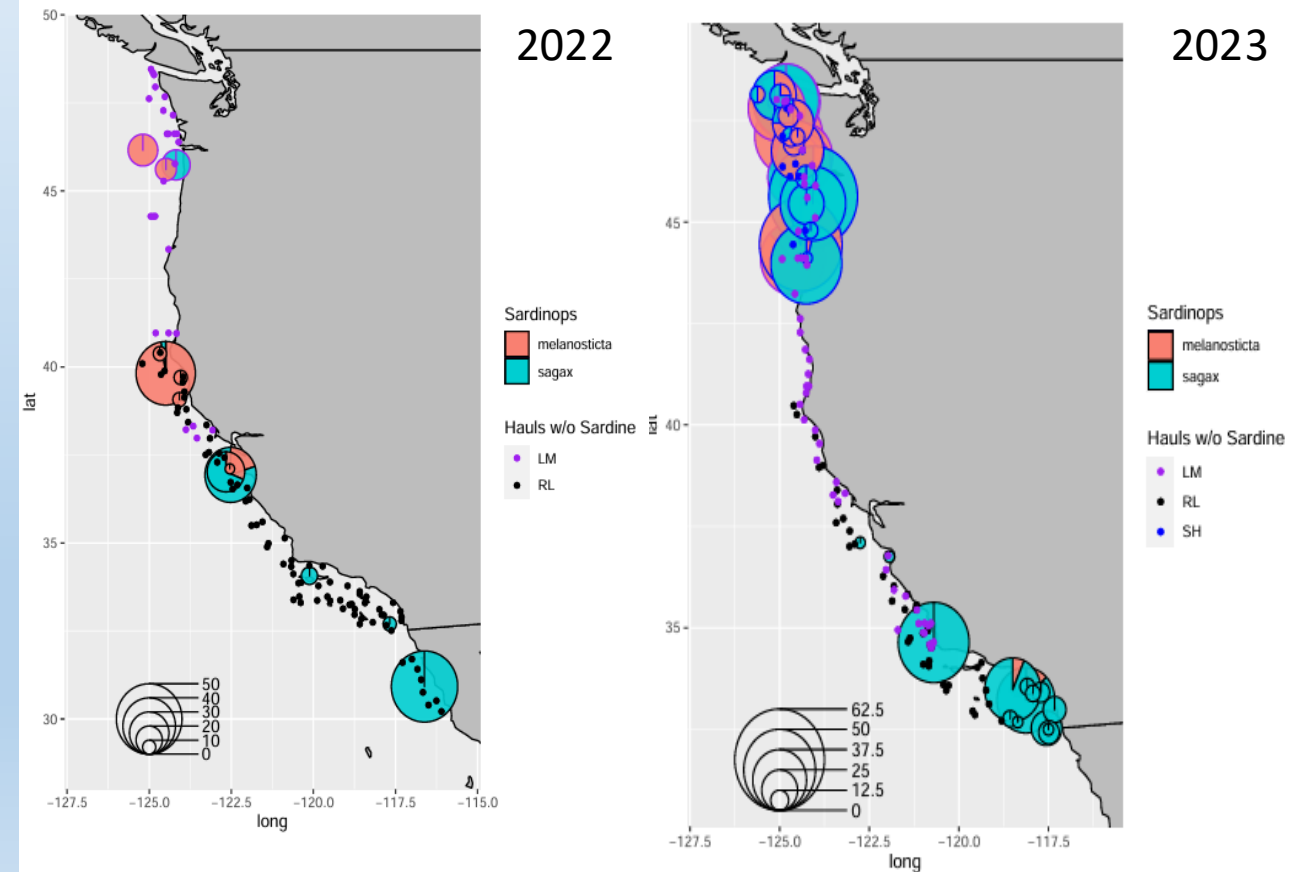 2022
50
45
40
35
30
lat
−127.5
−125.0
−122.5
−120.0
−117.5
−115.0
long
50
40
30
20
10
0
Sardinops
melanosticta
sagax
Hauls w/o Sardine
LM
RL
2023
45
40
35
lat
−127.5
−125.0
−122.5
−120.0
−117.5
long
62.5
50
37.5
25
12.5
0
Sardinops
melanosticta
sagax
Hauls w/o Sardine
LM
RL
SH